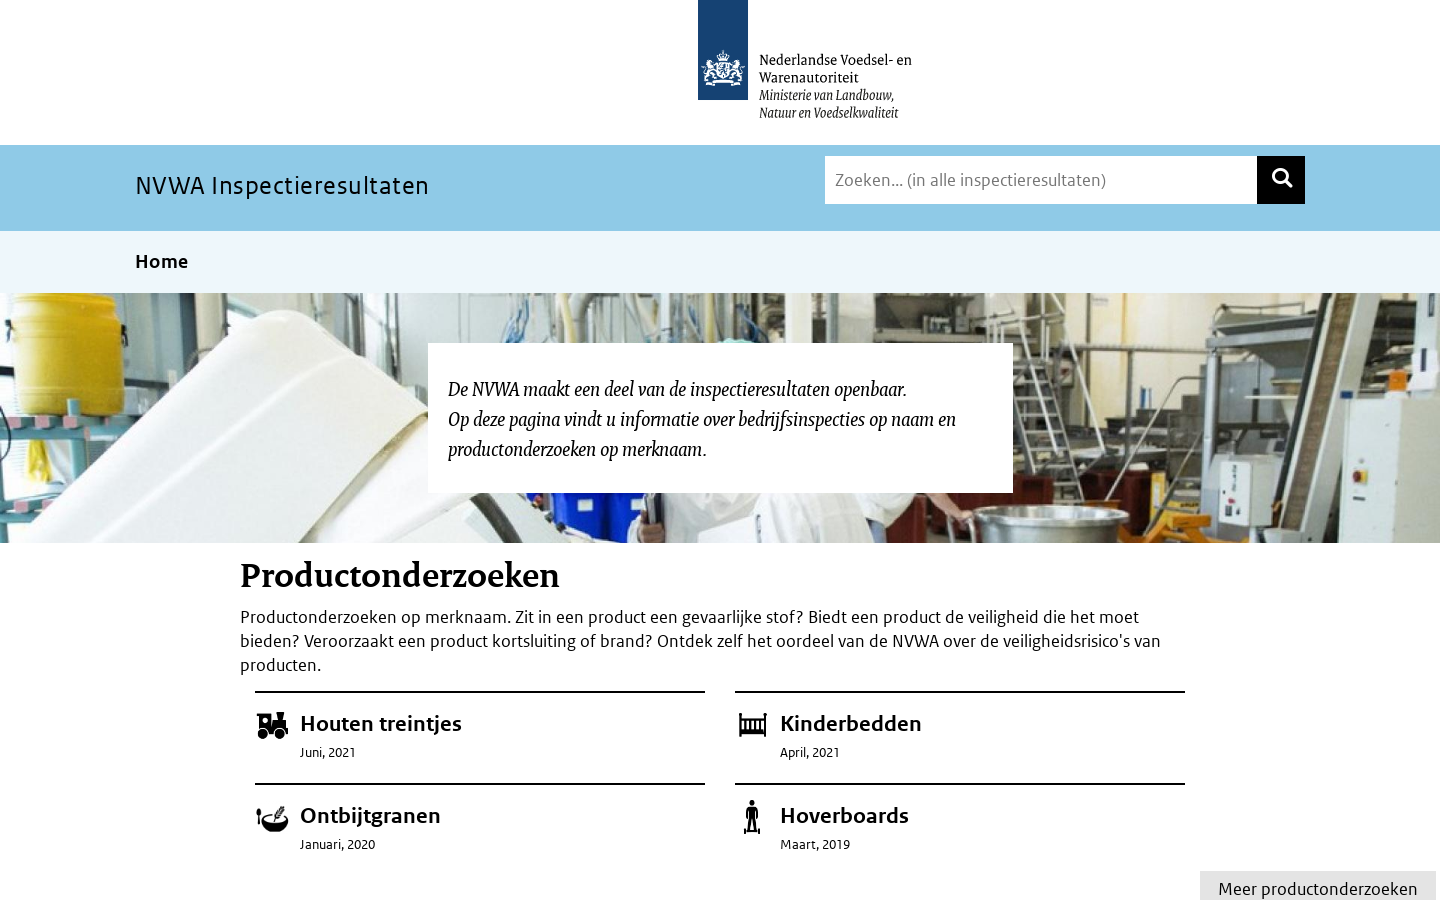 Nederlandse Voedsel- en
Warenautoriteit
Ministerie van Landbouw,
Natuur en Voedselkwaliteit
NVWA Inspectieresultaten
Zoeken... (in alle inspectieresultaten)
Home
De NVWA maakt een deel van de inspectieresultaten openbaar.
Op deze pagina vindt u informatie over bedrijfsinspecties op naam en
productonderzoeken op merknaam.
Productonderzoeken
Productonderzoeken op merknaam. Zit in een product een gevaarlijke stof? Biedt een product de veiligheid die het moet
bieden? Veroorzaakt een product kortsluiting of brand? Ontdek zelf het oordeel van de NVWA over de veiligheidsrisico's van
producten.
Houten treintjes
Juni, 2021
Kinderbedden
April, 2021
Ontbijtgranen
Januari, 2020
Hoverboards
Maart, 2019
Meer productonderzoeken